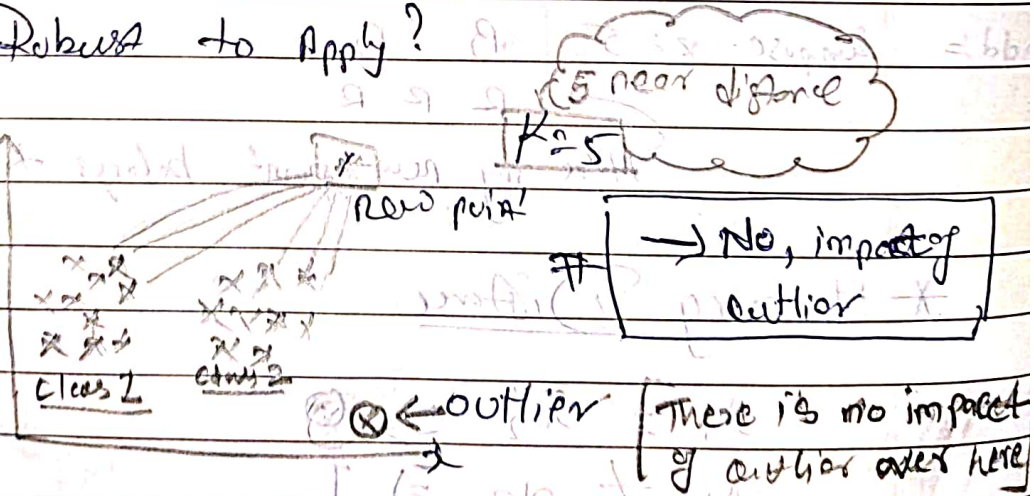 Robust to Apply?
5 near distance
K=5
new point
→ No, impact of
outlier
Class 1
Class 2
⊗ ← outlier
There is no impact
of outlier over here